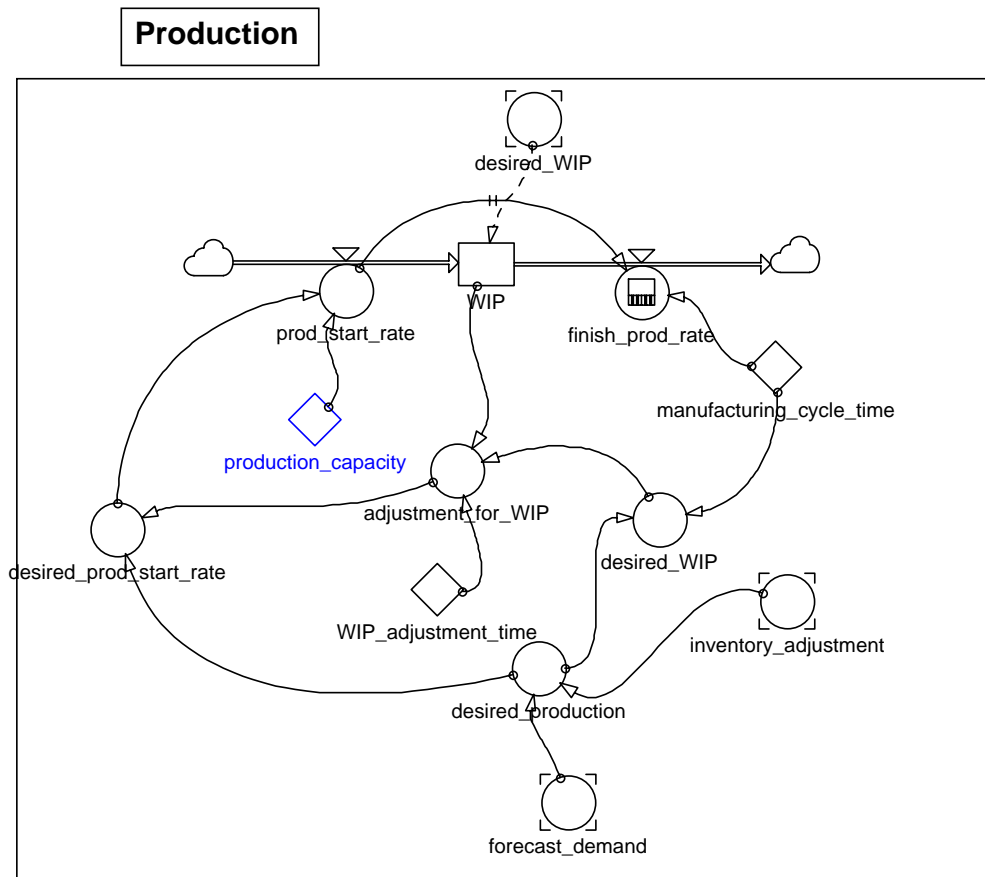 Production
desired_WIP
WIP
prod_start_rate
finish_prod_rate
manufacturing_cycle_time
production_capacity
adjustment_for_WIP
desired_WIP
desired_prod_start_rate
WIP_adjustment_time
inventory_adjustment
desired_production
forecast_demand